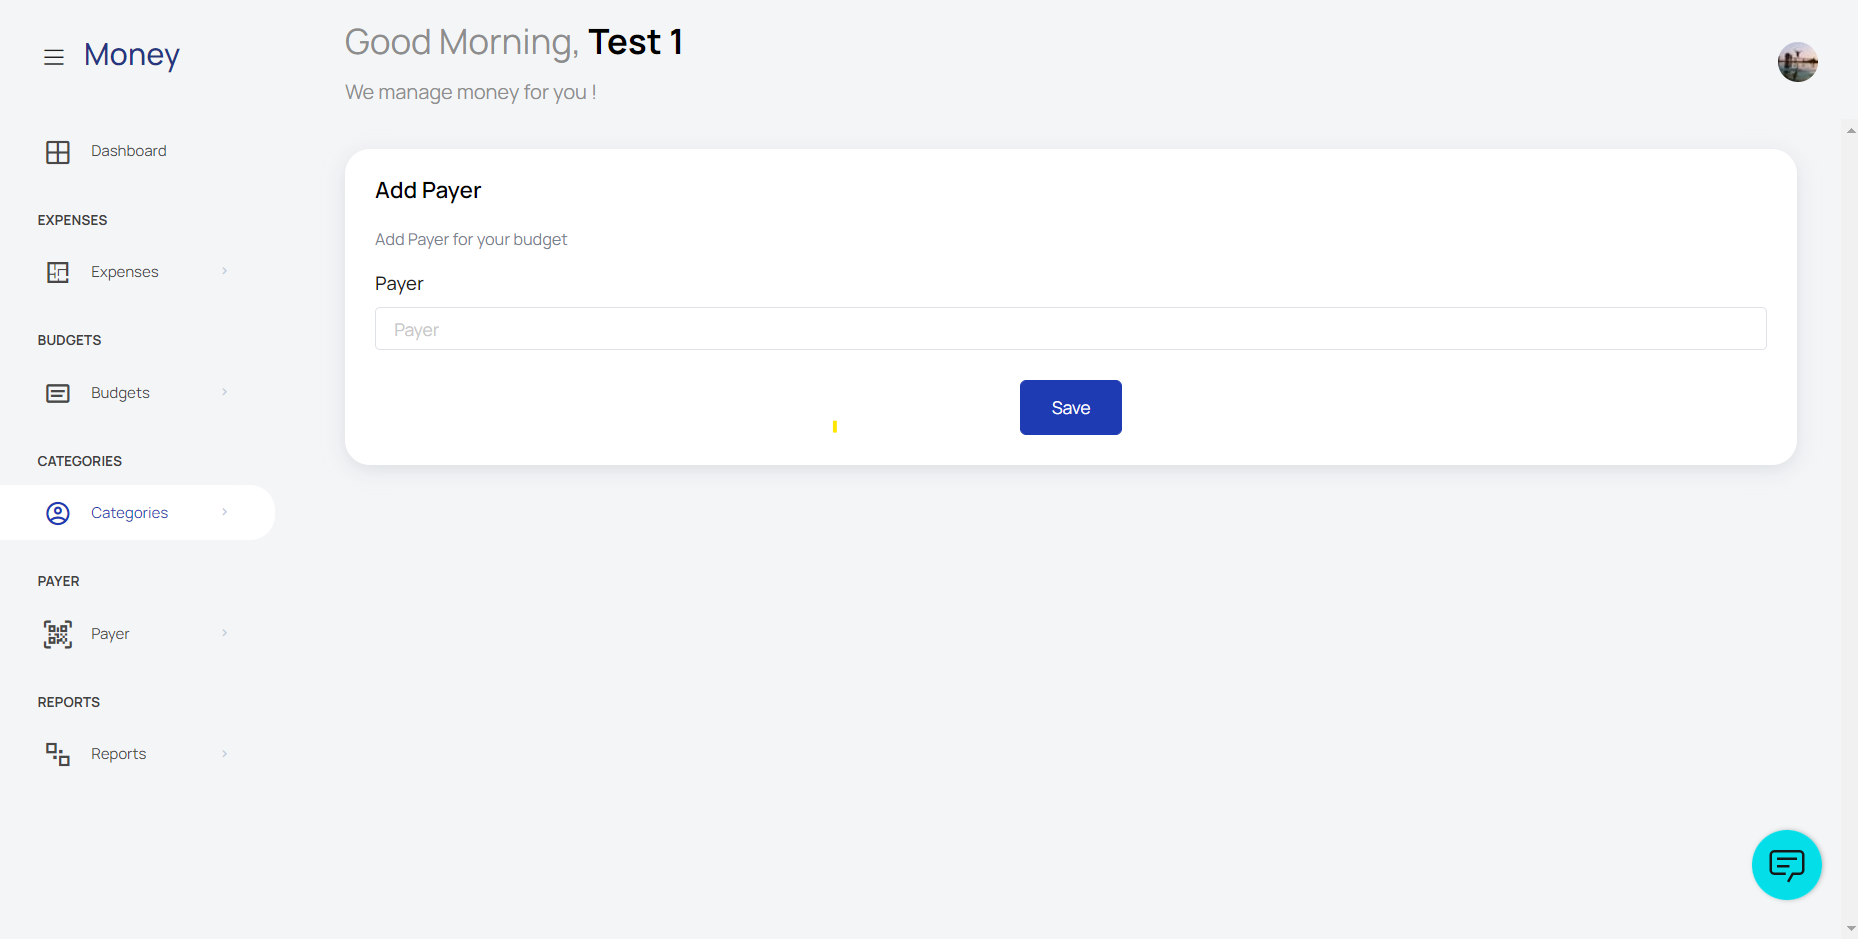 Money
Good Morning, Test 1
We manage money for you !
Dashboard
EXPENSES
Expenses
BUDGETS
Budgets
CATEGORIES
Categories
PAYER
Payer
REPORTS
Reports
Add Payer
Add Payer for your budget
Payer
Payer
Save